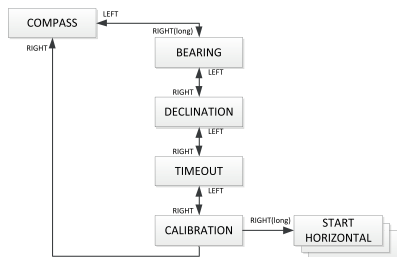 COMPASS
LEFT
RIGHT(long)
RIGHT
BEARING
LEFT
RIGHT
DECLINATION
LEFT
RIGHT
TIMEOUT
LEFT
RIGHT
CALIBRATION
RIGHT(long)
START
HORIZONTAL